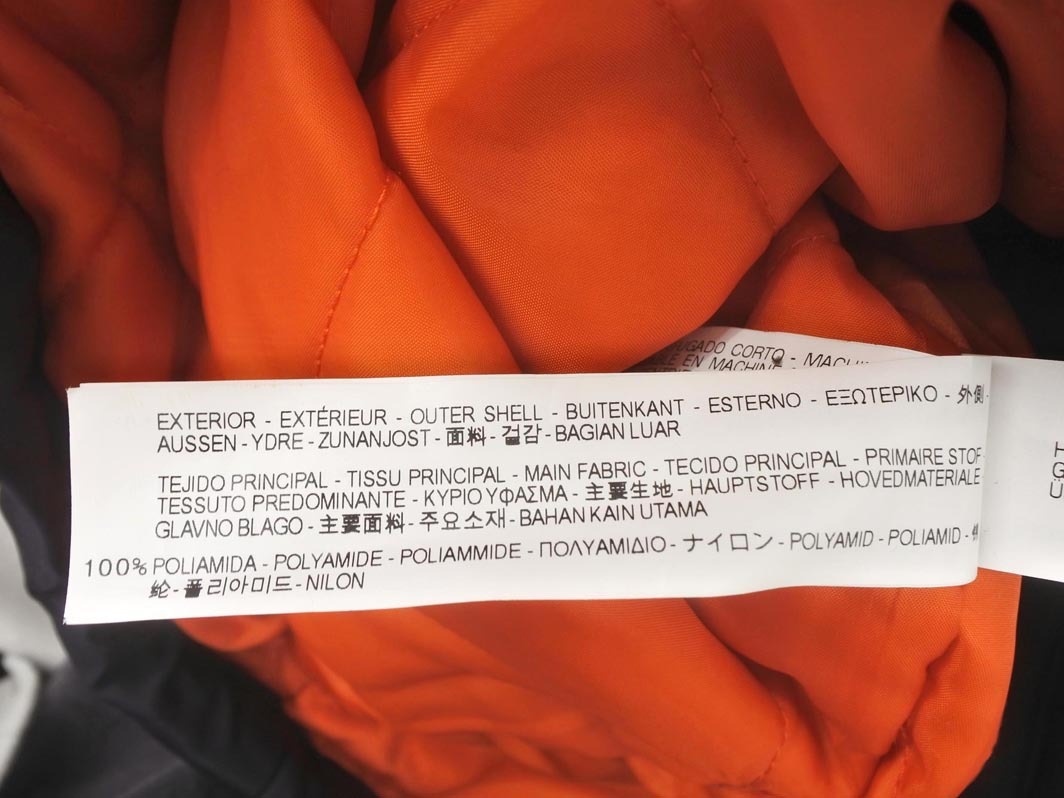 UGADO CORTO - MAQUI
LE EN MACHINE
EXTERIOR - EXTÉRIEUR - OUTER SHELL - BUITENKANT - ESTERNO - ΕΞΩΤΕΡΙΚΟ - 外側-
AUSSEN - YDRE - ZUNANJOST - 面料 - 겉감 - BAGIAN LUAR
TEJIDO PRINCIPAL - TISSU PRINCIPAL - MAIN FABRIC - TECIDO PRINCIPAL - PRIMAIRE STOF
TESSUTO PREDOMINANTE - ΚΥΡΙΟ ΥΦΑΣΜΑ - 主要生地 - HAUPTSTOFF - HOVEDMATERIALE
GLAVNO BLAGO - 主要面料 - 주요소재 - BAHAN KAIN UTAMA
100% POLIAMIDA - POLYAMIDE - POLIAMMIDE - ΠΟΛΥΑΜΙΔΙΟ - ナイロン - POLYAMID - POLIAMID -
纶 - 폴리아미드 - NILON